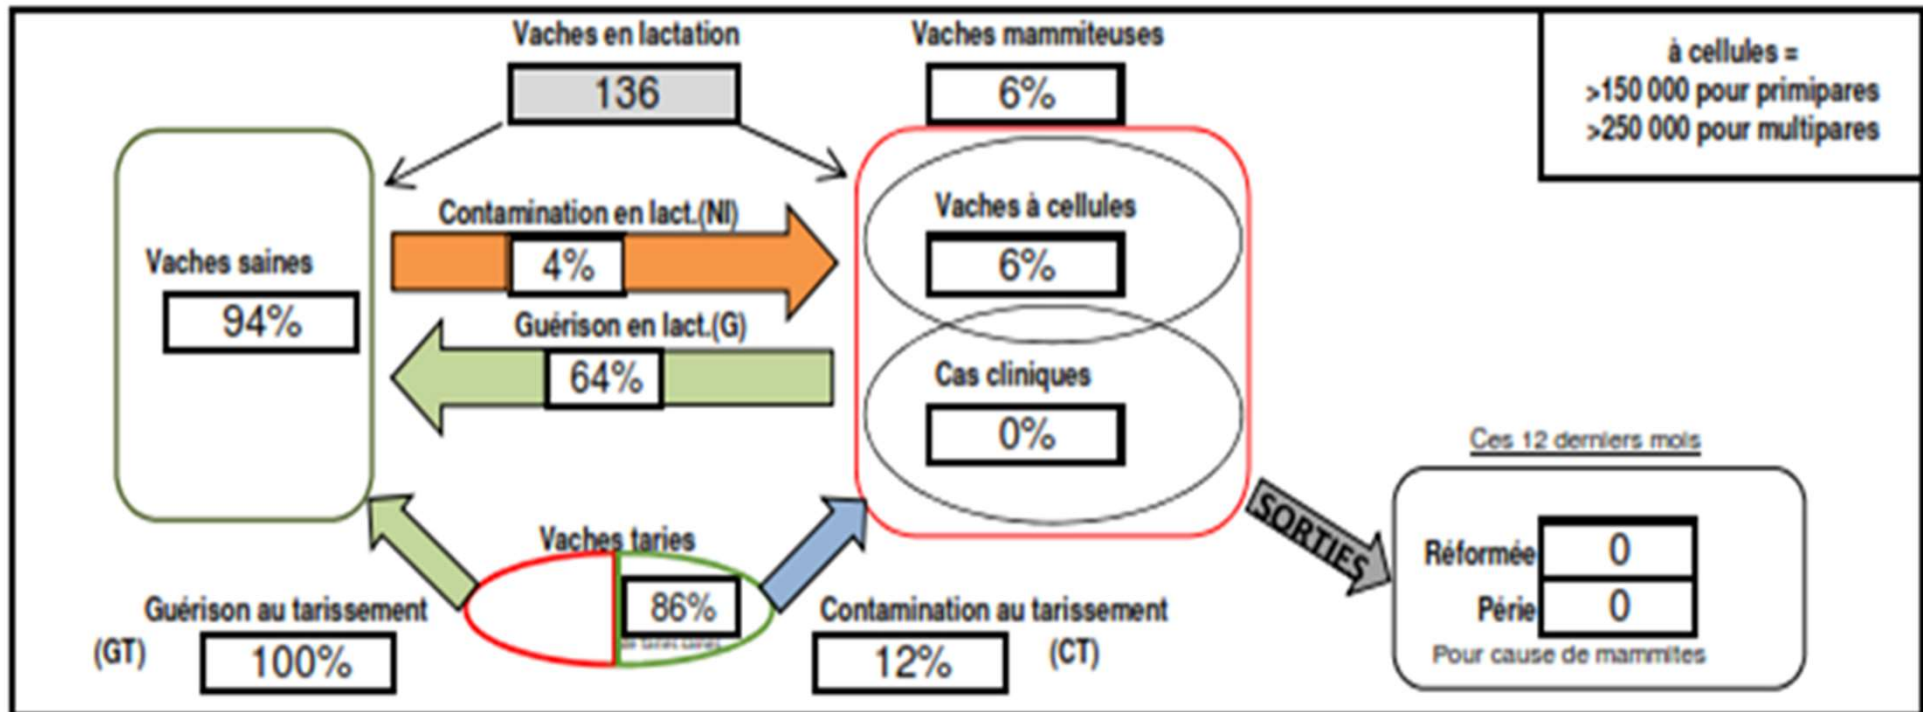 Vaches en lactation
136
Vaches mammiteuses
6%
à cellules =
>150 000 pour primipares
>250 000 pour multipares
Contamination en lact.(NI)
4%
Vaches à cellules
6%
Vaches saines
94%
Guérison en lact.(G)
64%
Cas cliniques
0%
Ces 12 derniers mois
SORTIES
Réformée 0
Périe 0
Pour cause de mammites
Vaches taries
86%
Guérison au tarissement
(GT) 100%
Contamination au tarissement
12% (CT)